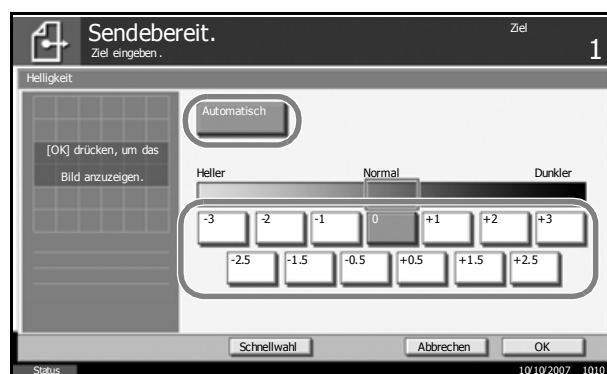 Sendebereit.
Ziel eingeben.
Ziel
1
Helligkeit
[OK] drücken, um das
Bild anzuzeigen.
Automatisch
Heller Normal Dunkler
-3 -2 -1 0 +1 +2 +3
-2.5 -1.5 -0.5 +0.5 +1.5 +2.5
Schnellwahl Abbrechen OK
Status 10/10/2007 1010